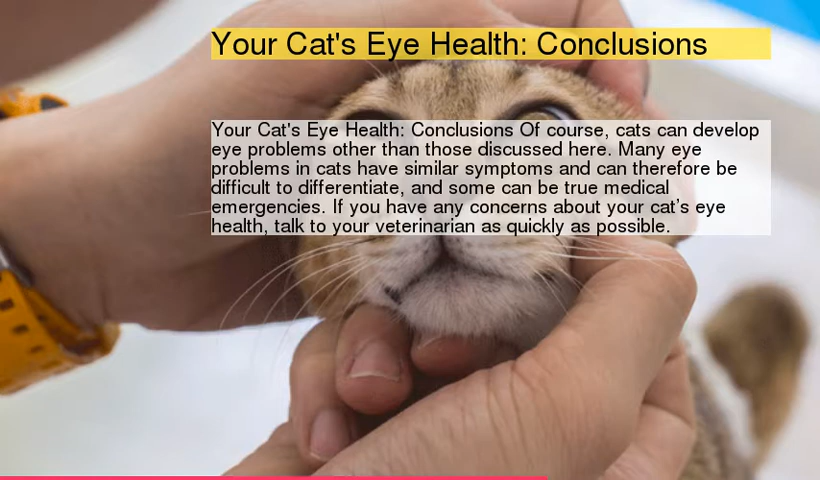 Your Cat's Eye Health: Conclusions
Your Cat's Eye Health: Conclusions Of course, cats can develop
eye problems other than those discussed here. Many eye
problems in cats have similar symptoms and can therefore be
difficult to differentiate, and some can be true medical
emergencies. If you have any concerns about your cat’s eye
health, talk to your veterinarian as quickly as possible.